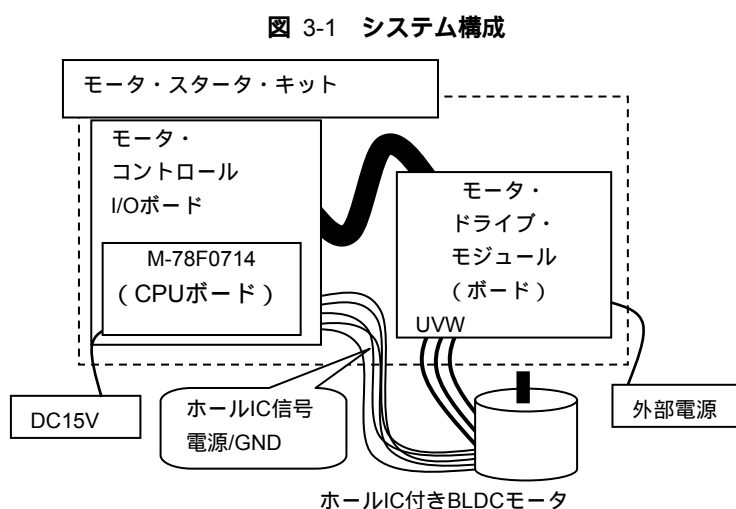 図 3-1 システム構成
モータ・スタータ・キット
モータ・
コントロール
I/Oボード
M-78F0714
（CPUボード）
モータ・
ドライブ・
モジュール
（ボード）
UVW
DC15V
ホールIC信号
電源/GND
外部電源
ホールIC付きBLDCモータ